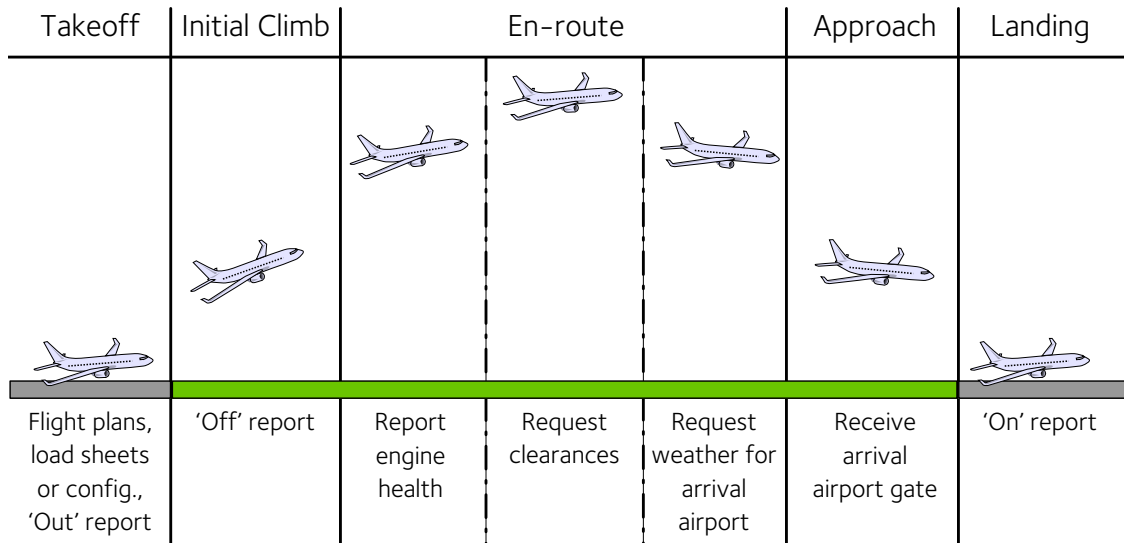 Takeoff
Initial Climb
En-route
Approach
Landing
Flight plans,
load sheets
or config.,
‘Out’ report
‘Off’ report
Report
engine
health
Request
clearances
Request
weather for
arrival
airport
Receive
arrival
airport gate
‘On’ report